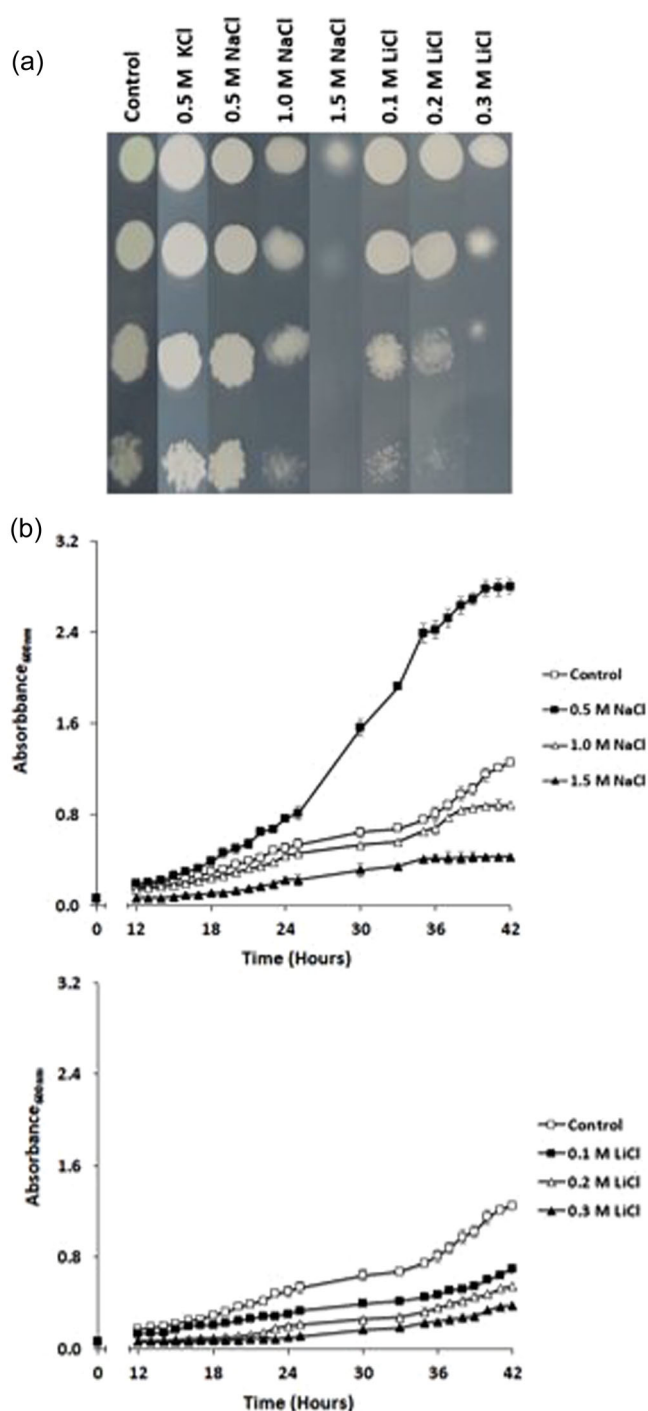 (a)
Control
0.5 M KCl
0.5 M NaCl
1.0 M NaCl
1.5 M NaCl
0.1 M LiCl
0.2 M LiCl
0.3 M LiCl
(b)
3.2
2.4
1.6
0.8
0.0
Absorbbance600nm
0 12 18 24 30 36 42
Time (Hours)
Control
0.5 M NaCl
1.0 M NaCl
1.5 M NaCl
3.2
2.4
1.6
0.8
0.0
Absorbance600nm
0 12 18 24 30 36 42
Time (Hours)
Control
0.1 M LiCl
0.2 M LiCl
0.3 M LiCl